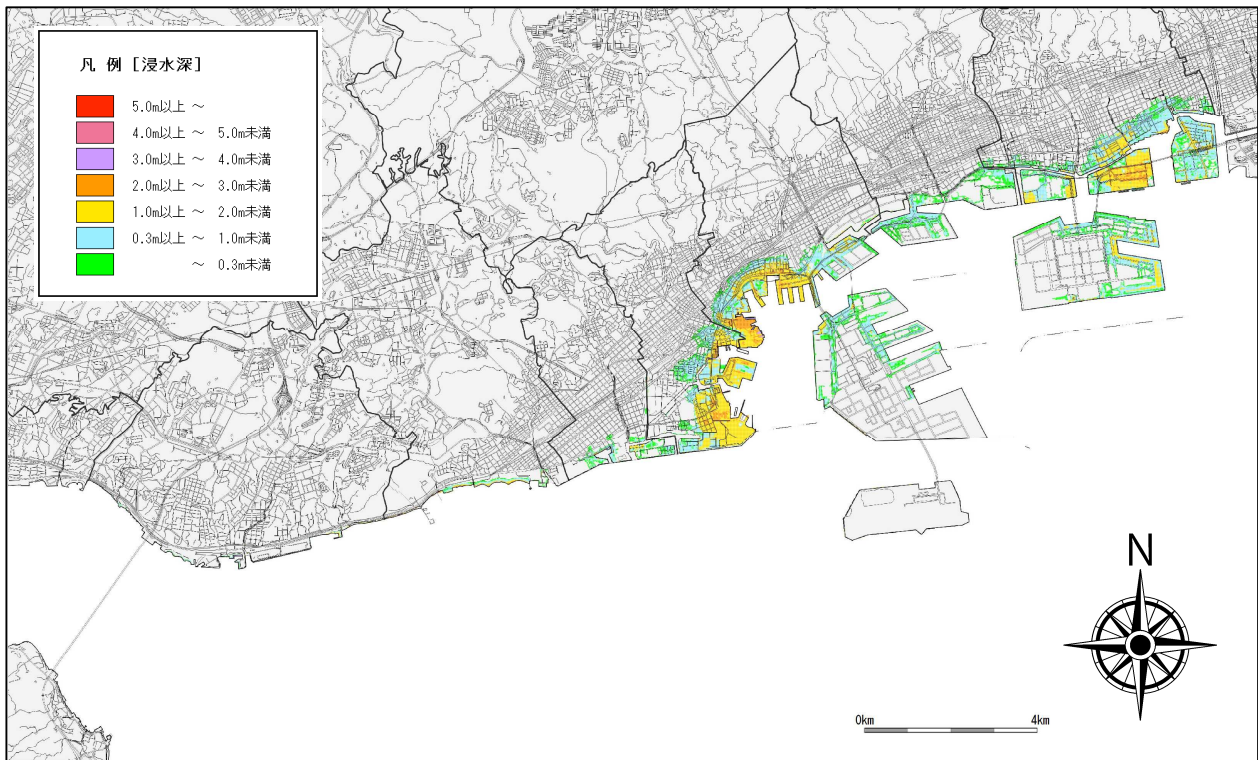 凡 例 [浸水深]
5.0m以上 ～
4.0m以上 ～ 5.0m未満
3.0m以上 ～ 4.0m未満
2.0m以上 ～ 3.0m未満
1.0m以上 ～ 2.0m未満
0.3m以上 ～ 1.0m未満
～ 0.3m未満
N
0km 4km